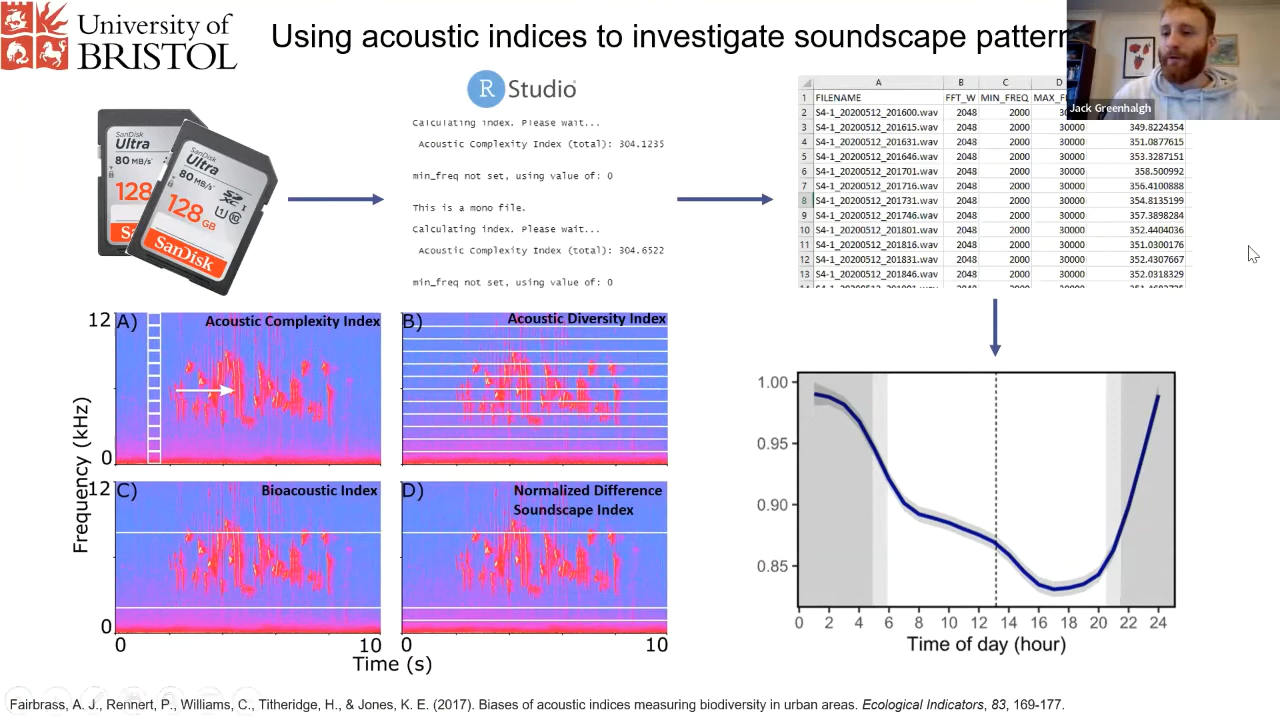 University of
BRISTOL
Using acoustic indices to investigate soundscape pattern
Jack Greenhalgh
SanDisk
Ultra
80 MB/s
128
Sa
SanDisk
Ultra
80 MB/s
XC
I
U1
10
128 GB
SanDisk
R Studio®
Calculating index. Please wait...
Acoustic Complexity Index (total): 304.1235
min_freq not set, using value of: 0
This is a mono file.
Calculating index. Please wait...
Acoustic Complexity Index (total): 304.6522
min_freq not set, using value of: 0
A B C D
1 FILENAME FFT_W MIN_FREQ MAX_F
2 S4-1_20200512_201600.wav 2048 2000
3 S4-1_20200512_201615.wav 2048 2000 30000 349.8224354
4 S4-1_20200512_201631.wav 2048 2000 30000 351.0877615
5 S4-1_20200512_201646.wav 2048 2000 30000 353.3287151
6 S4-1_20200512_201701.wav 2048 2000 30000 358.500992
7 S4-1_20200512_201716.wav 2048 2000 30000 356.4100888
8 S4-1_20200512_201731.wav 2048 2000 30000 354.8135199
9 S4-1_20200512_201746.wav 2048 2000 30000 357.3898284
10 S4-1_20200512_201801.wav 2048 2000 30000 352.4404036
11 S4-1_20200512_201816.wav 2048 2000 30000 351.0300176
12 S4-1_20200512_201831.wav 2048 2000 30000 352.4307667
13 S4-1_20200512_201846.wav 2048 2000 30000 352.0318329
12 A) Acoustic Complexity Index
B) Acoustic Diversity Index
0
12 C) Bioacoustic Index
D) Normalized Difference
Soundscape Index
0
Frequency (kHz)
0 10 0 10
Time (s)
1.00
0.95
0.90
0.85
0 2 4 6 8 10 12 14 16 18 20 22 24
Time of day (hour)
Fairbrass, A. J., Rennert, P., Williams, C., Titheridge, H., & Jones, K. E. (2017). Biases of acoustic indices measuring biodiversity in urban areas. Ecological Indicators, 83, 169-177.